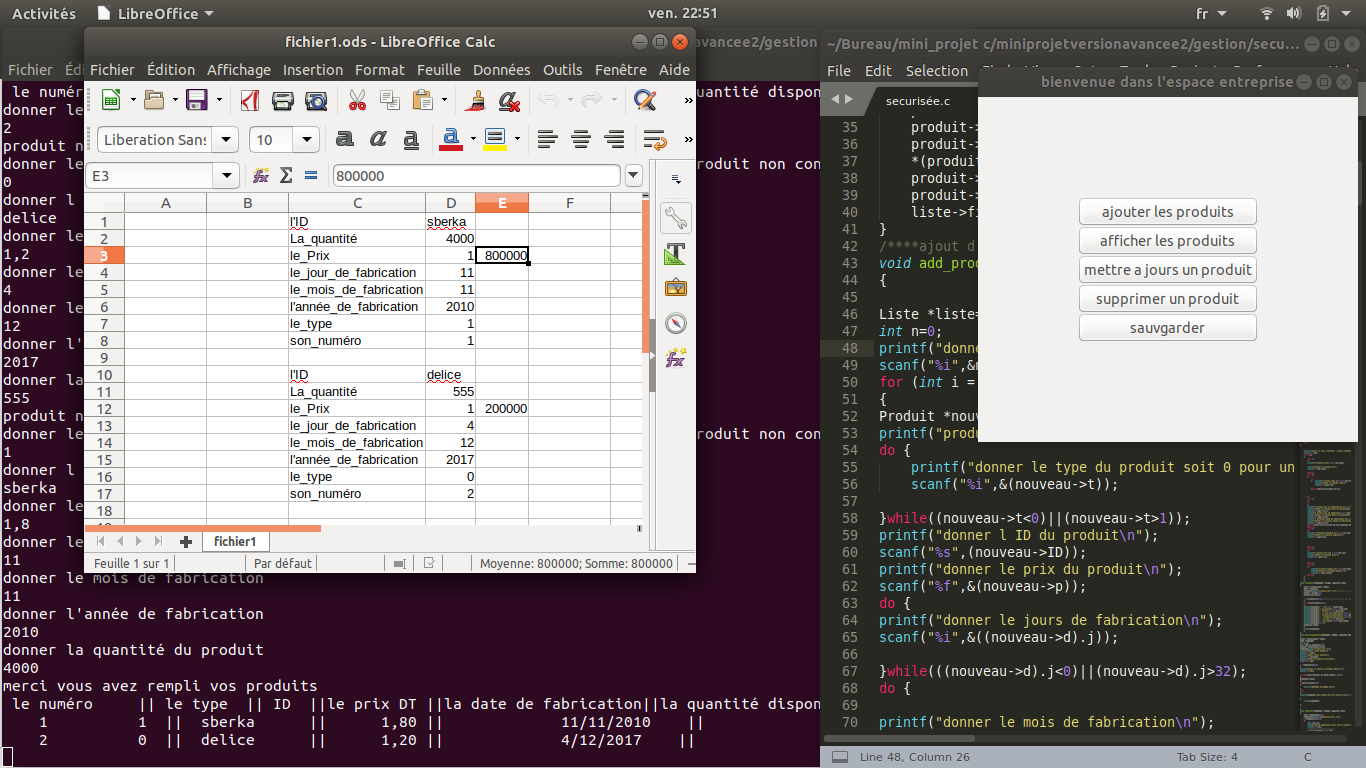 Activités LibreOffice ven. 22:51 fr
fichier1.ods - LibreOffice Calc
Fichier Édition Affichage Insertion Format Feuille Données Outils Fenêtre Aide
Liberation Sans 10
E3 800000
A B C D E F
1 l'ID sberka
2 La_quantité 4000
3 le_Prix 1 800000
4 le_jour_de_fabrication 11
5 le_mois_de_fabrication 11
6 l'année_de_fabrication 2010
7 le_type 1
8 son_numéro 1
9
10 l'ID delice
11 La_quantité 555
12 le_Prix 1 200000
13 le_jour_de_fabrication 4
14 le_mois_de_fabrication 12
15 l'année_de_fabrication 2017
16 le_type 0
17 son_numéro 2
18
fichier1
Feuille 1 sur 1 Par défaut Moyenne: 800000; Somme: 800000
avancee2/gestion
Fichier Éd
le numér quantité dispon
donner le
2
produit n
donner le roduit non con
0
donner l
delice
donner le
1,2
donner le
4
donner le
12
donner l'
2017
donner la
555
produit n
donner le roduit non con
1
donner l
sberka
donner le
1,8
donner le
11
donner le mois de fabrication
11
donner l'année de fabrication
2010
donner la quantité du produit
4000
merci vous avez rempli vos produits
le numéro || le type || ID ||le prix DT ||la date de fabrication||la quantité dispon
1 1 || sberka || 1,80 || 11/11/2010 ||
2 0 || delice || 1,20 || 4/12/2017 ||
~/Bureau/mini_projet c/miniprojetversionavancee2/gestion/secu...
File Edit Selection
securisée.c
35 produit->
36 produit->
37 *(produi
38 produit->
39 produit->
40 liste->fi
41 }
42 /****ajout d
43 void add_prod
44 {
45
46 Liste *liste=
47 int n=0;
48 printf("donne
49 scanf("%i",&n
50 for (int i =
51 {
52 Produit *nouv
53 printf("produ
54 do {
55 printf("donner le type du produit soit 0 pour un
56 scanf("%i",&(nouveau->t));
57
58 }while((nouveau->t<0)||(nouveau->t>1));
59 printf("donner l ID du produit\n");
60 scanf("%s",(nouveau->ID));
61 printf("donner le prix du produit\n");
62 scanf("%f",&(nouveau->p));
63 do {
64 printf("donner le jours de fabrication\n");
65 scanf("%i",&((nouveau->d).j));
66
67 }while(((nouveau->d).j<0)||(nouveau->d).j>32);
68 do {
69
70 printf("donner le mois de fabrication\n");
Line 48, Column 26 Tab Size: 4 C
bienvenue dans l'espace entreprise
ajouter les produits
afficher les produits
mettre a jours un produit
supprimer un produit
sauvgarder